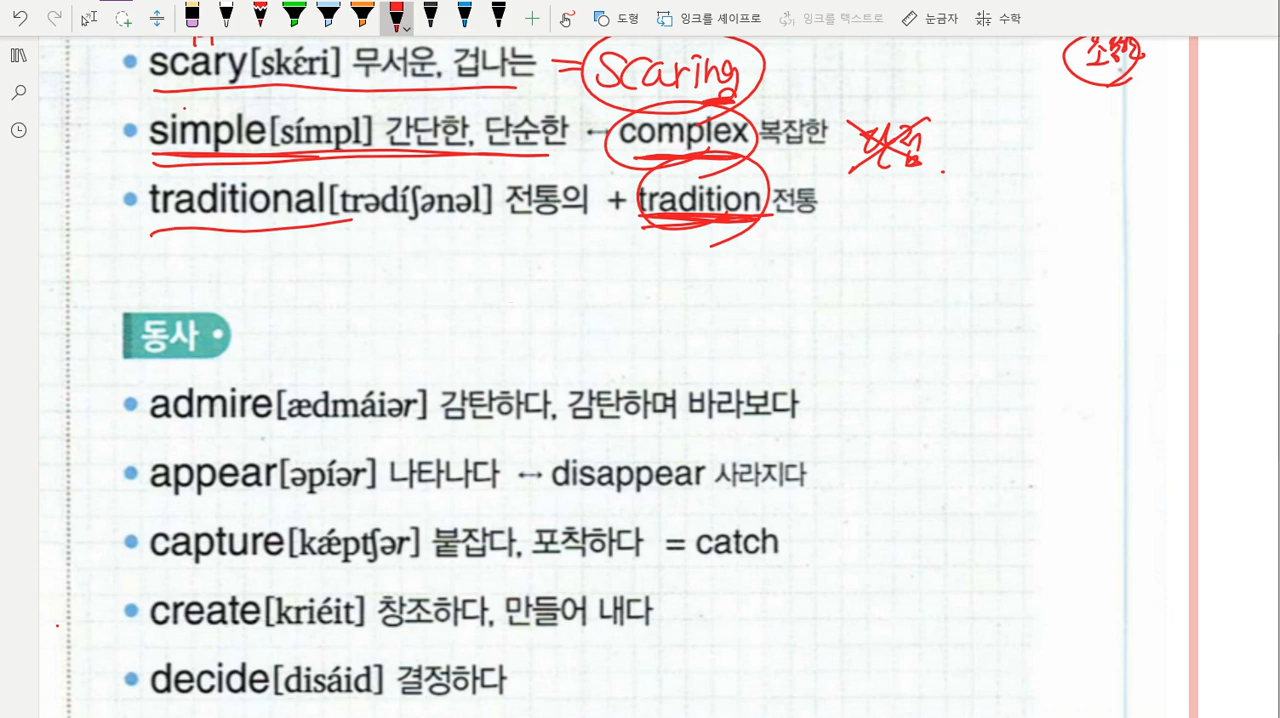 도형 잉크를 셰이프로 잉크를 텍스트로 눈금자 수학
scary[skɛ́ri] 무서운, 겁나는 = scaring
simple[símpl] 간단한, 단순한 ↔ complex 복잡한
traditional[trədíʃənəl] 전통의 + tradition 전통
동사
admire[ædmáiər] 감탄하다, 감탄하며 바라보다
appear[əpíər] 나타나다 ↔ disappear 사라지다
capture[kǽptʃər] 붙잡다, 포착하다 = catch
create[kriéit] 창조하다, 만들어 내다
decide[disáid] 결정하다